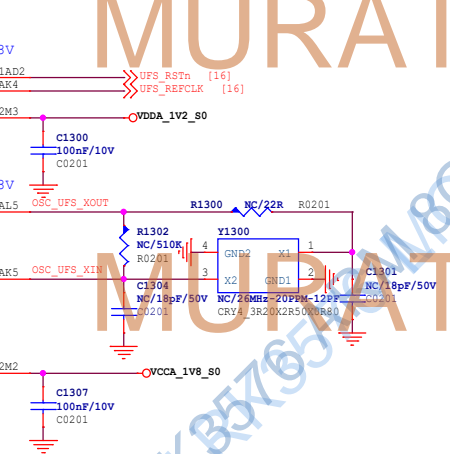 MURAT
3V
1AD2
UFS_RSTn [16]
AK4
UFS_REFCLK [16]
2M3
VDDA_1V2_S0
C1300
100nF/10V
C0201
3V
AL5
OSC_UFS_XOUT
R1300 NC/22R R0201
R1302
NC/510K
R0201
Y1300
4 GND2 X1 1
3 X2 GND1 2
AK5
OSC_UFS_XIN
C1304
NC/18pF/50V
C0201
NC/26MHz-20PPM-12PF
CRY4_3R20X2R50X0R80
C1301
NC/18pF/50V
C0201
MURAT
2M2
VCCA_1V8_S0
C1307
100nF/10V
C0201